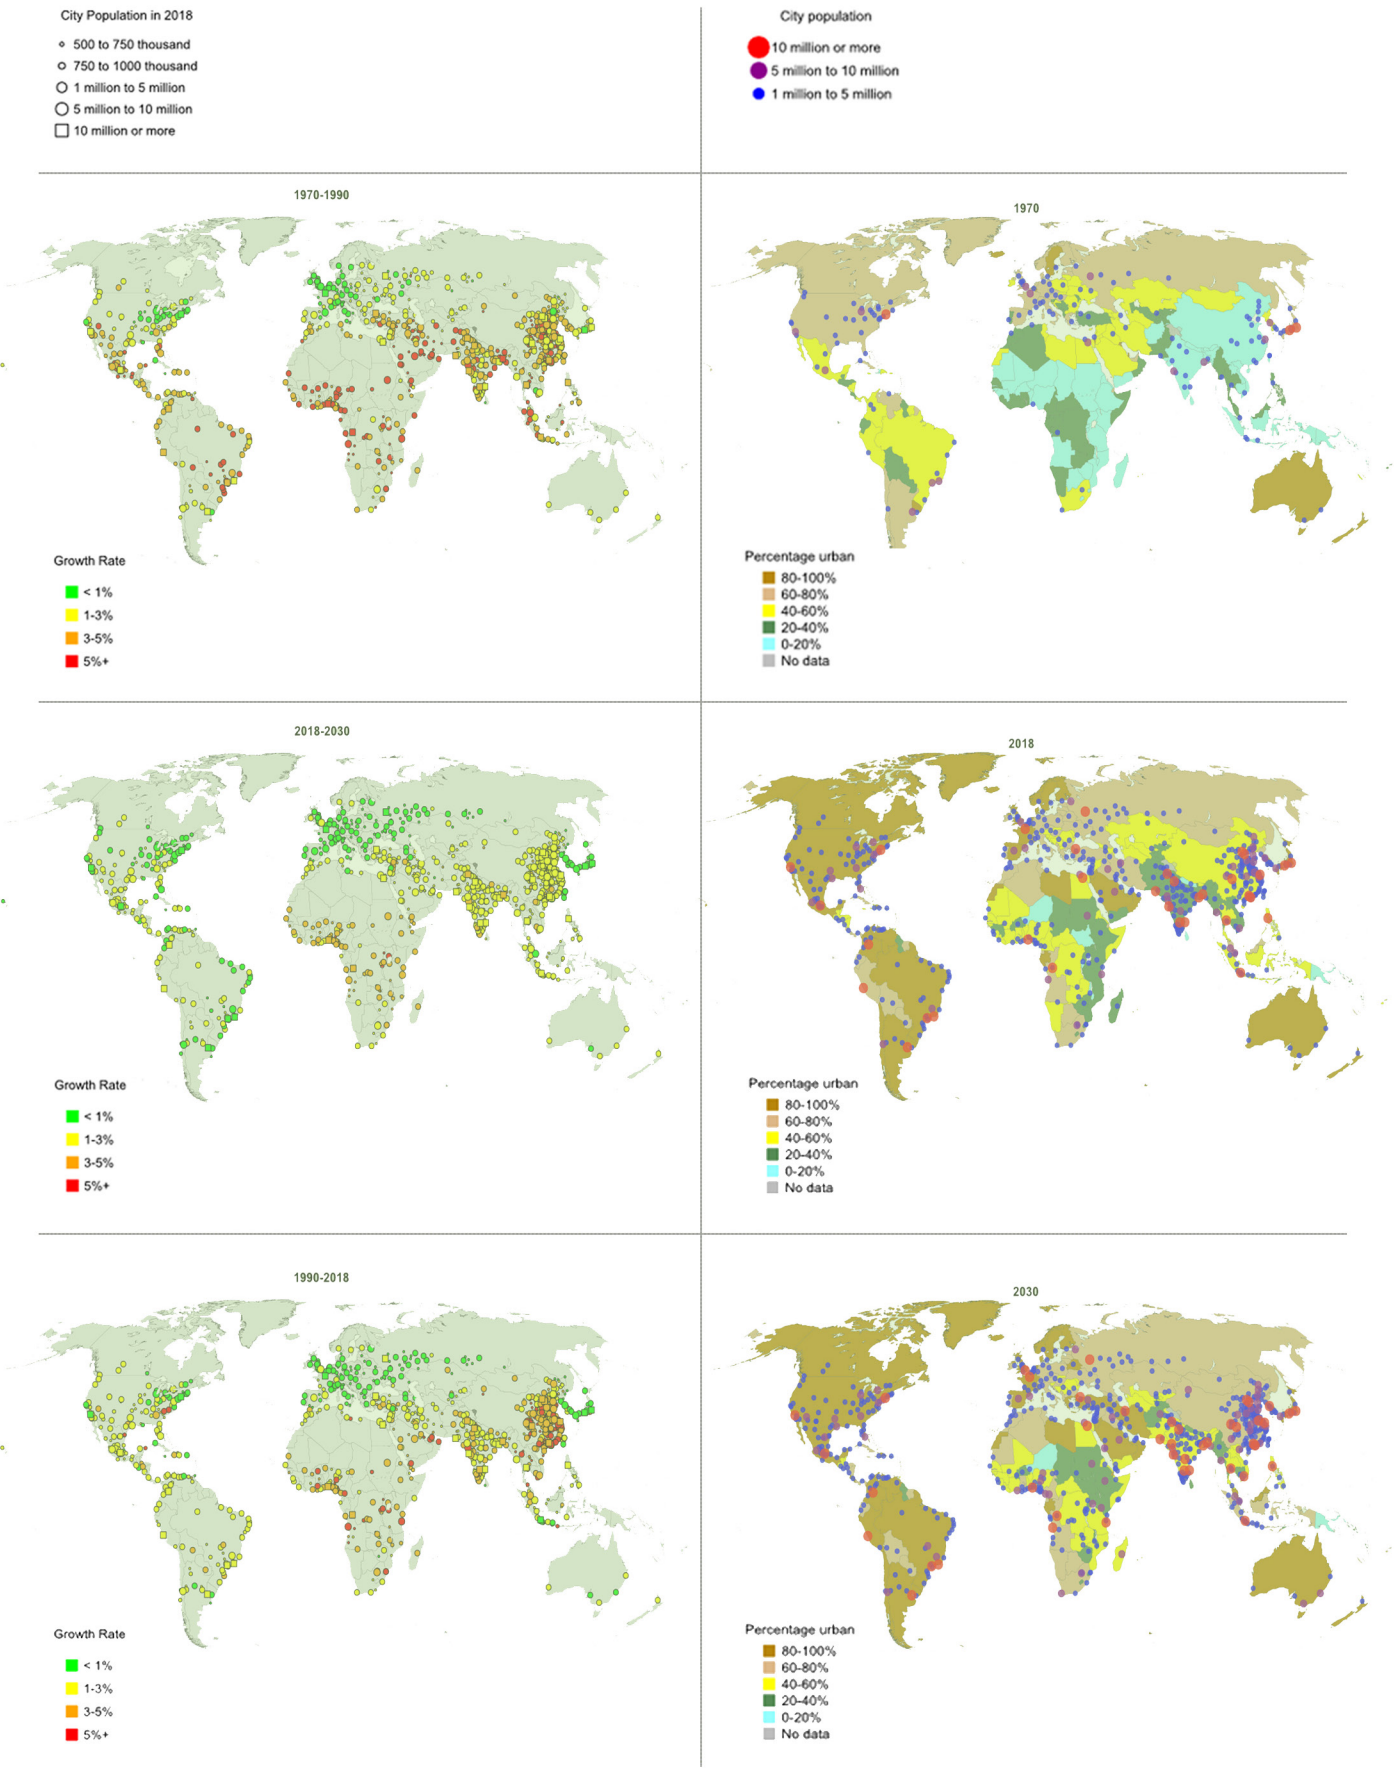 City Population in 2018
500 to 750 thousand
750 to 1000 thousand
1 million to 5 million
5 million to 10 million
10 million or more
City population
10 million or more
5 million to 10 million
1 million to 5 million
1970-1990
Growth Rate
< 1%
1-3%
3-5%
5%+
1970
Percentage urban
80-100%
60-80%
40-60%
20-40%
0-20%
No data
2018-2030
Growth Rate
< 1%
1-3%
3-5%
5%+
2018
Percentage urban
80-100%
60-80%
40-60%
20-40%
0-20%
No data
1990-2018
Growth Rate
< 1%
1-3%
3-5%
5%+
2030
Percentage urban
80-100%
60-80%
40-60%
20-40%
0-20%
No data